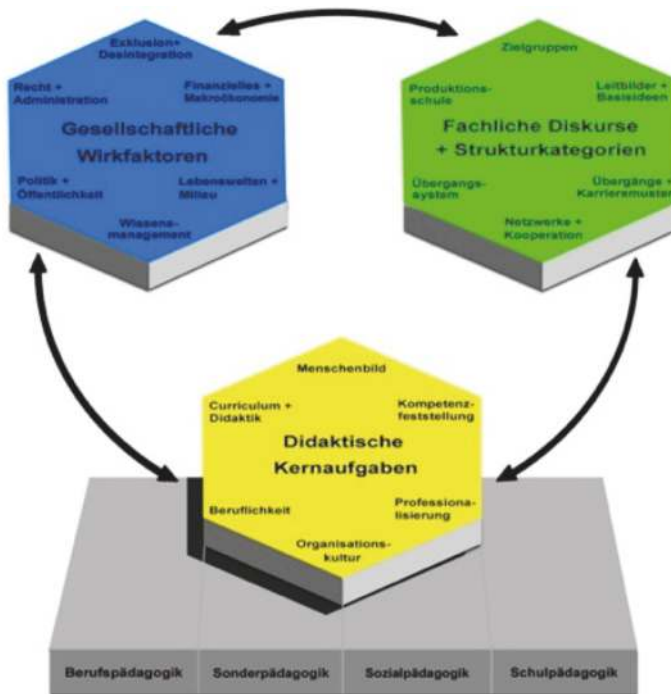 Exklusion+
Desintegration
Recht +
Administration
Finanzielles +
Makroökonomie
Gesellschaftliche
Wirkfaktoren
Politik +
Öffentlichkeit
Lebenswelten +
Milieu
Wissens-
management
Zielgruppen
Produktions-
schule
Leitbilder +
Basisideen
Fachliche Diskurse
+ Strukturkategorien
Übergangs-
system
Übergänge +
Karrieremuster
Netzwerke +
Kooperation
Menschenbild
Curriculum +
Didaktik
Kompetenz-
feststellung
Didaktische
Kernaufgaben
Beruflichkeit
Professiona-
lisierung
Organisations-
kultur
Berufspädagogik
Sonderpädagogik
Sozialpädagogik
Schulpädagogik